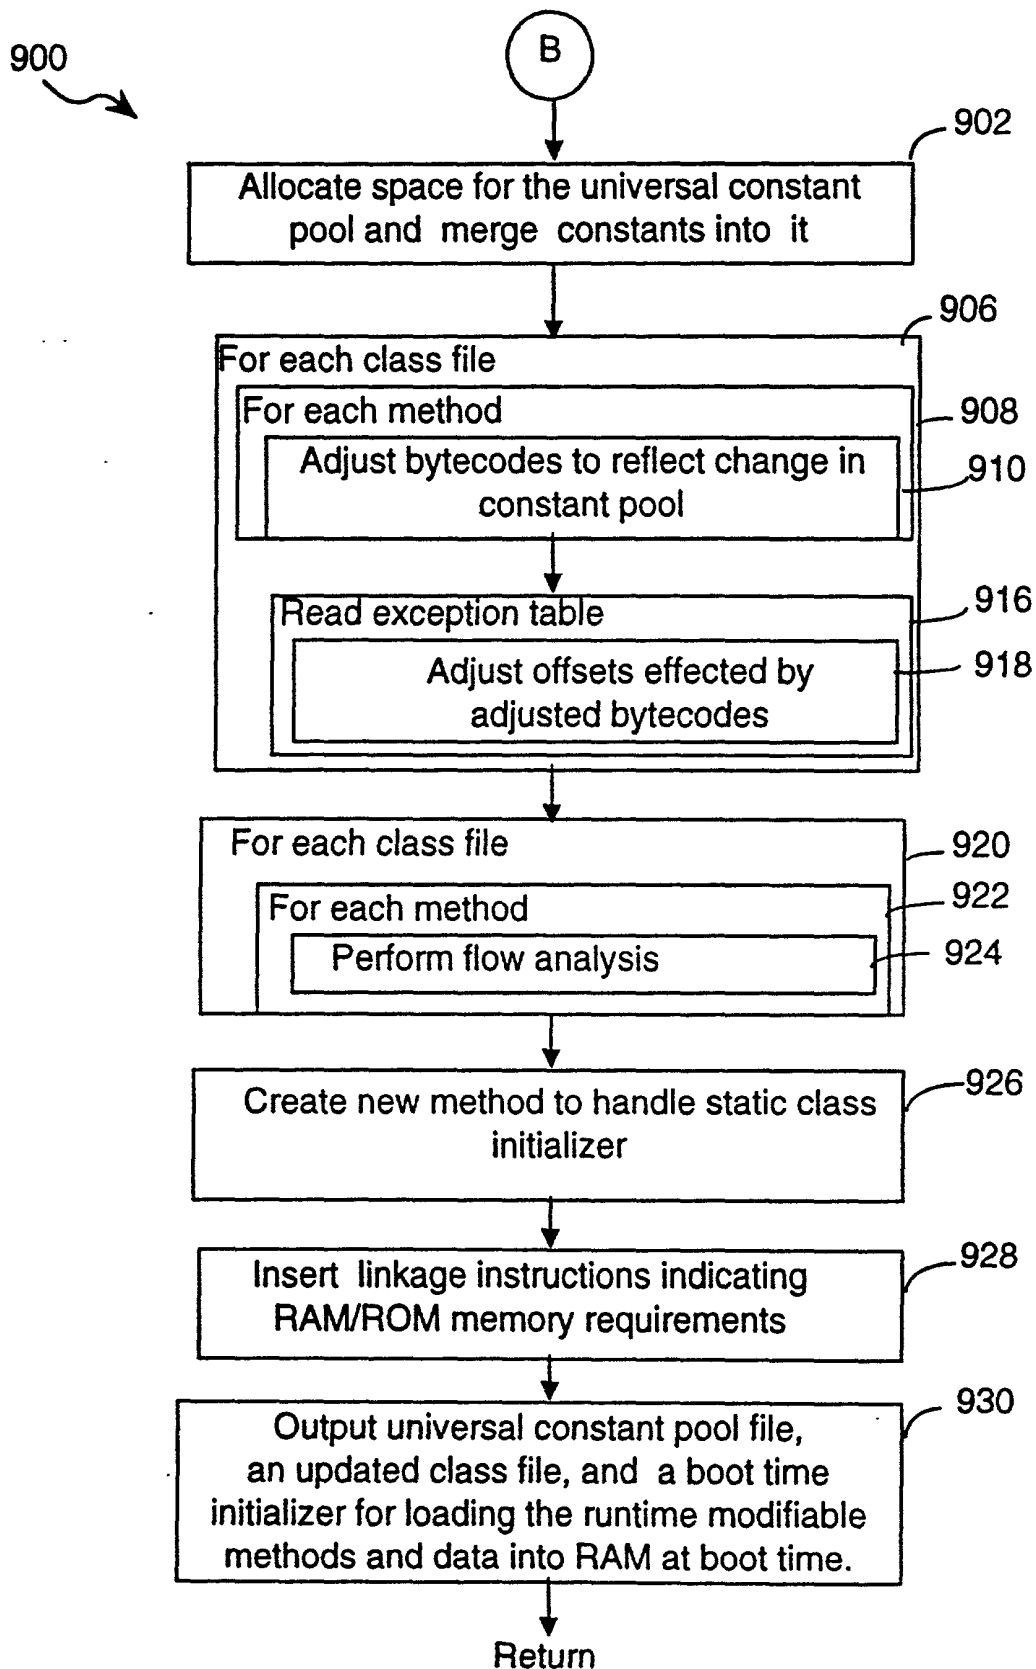 B
900
902
Allocate space for the universal constant
pool and merge constants into it
906
For each class file
For each method
908
Adjust bytecodes to reflect change in
constant pool
910
Read exception table
916
Adjust offsets effected by
adjusted bytecodes
918
For each class file
920
For each method
922
Perform flow analysis
924
Create new method to handle static class
initializer
926
Insert linkage instructions indicating
RAM/ROM memory requirements
928
Output universal constant pool file,
an updated class file, and a boot time
initializer for loading the runtime modifiable
methods and data into RAM at boot time.
930
Return